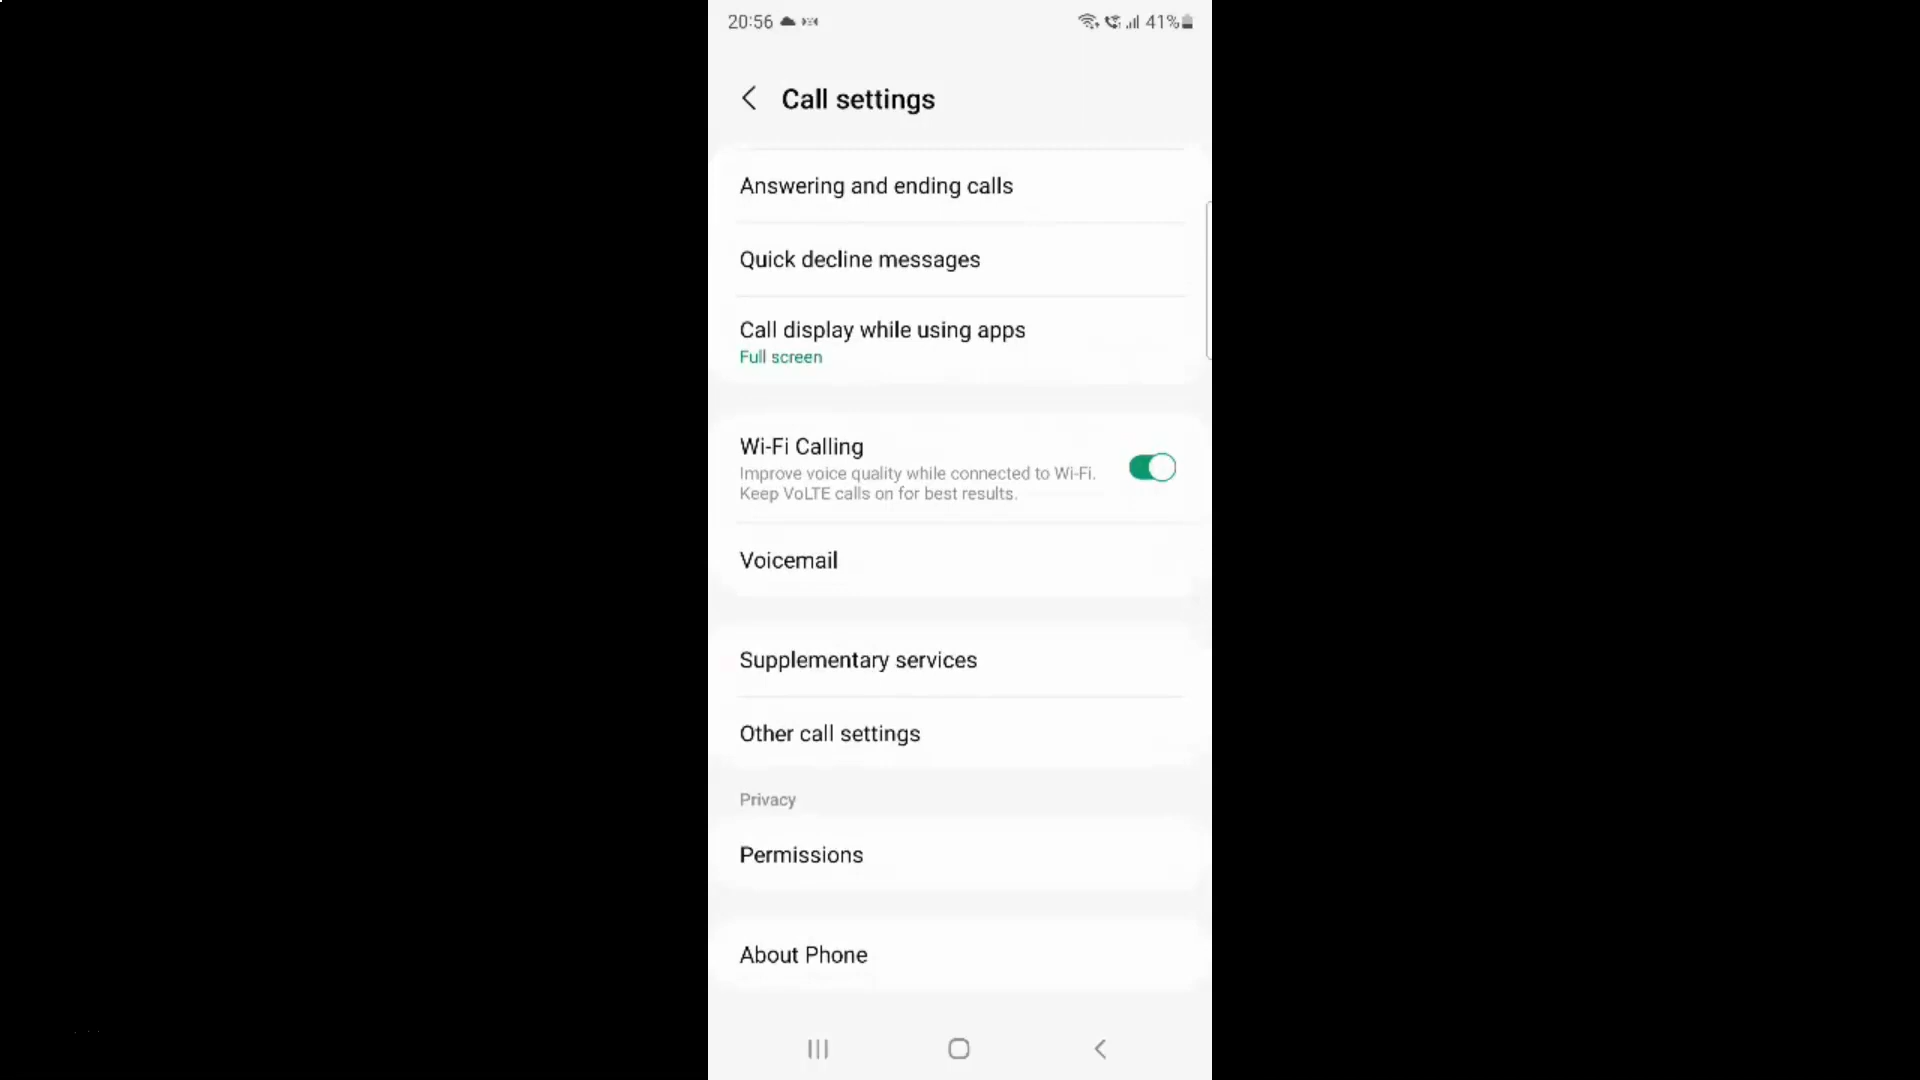 20:56 41%
Call settings
Answering and ending calls
Quick decline messages
Call display while using apps
Full screen
Wi-Fi Calling
Improve voice quality while connected to Wi-Fi.
Keep VoLTE calls on for best results.
Voicemail
Supplementary services
Other call settings
Privacy
Permissions
About Phone